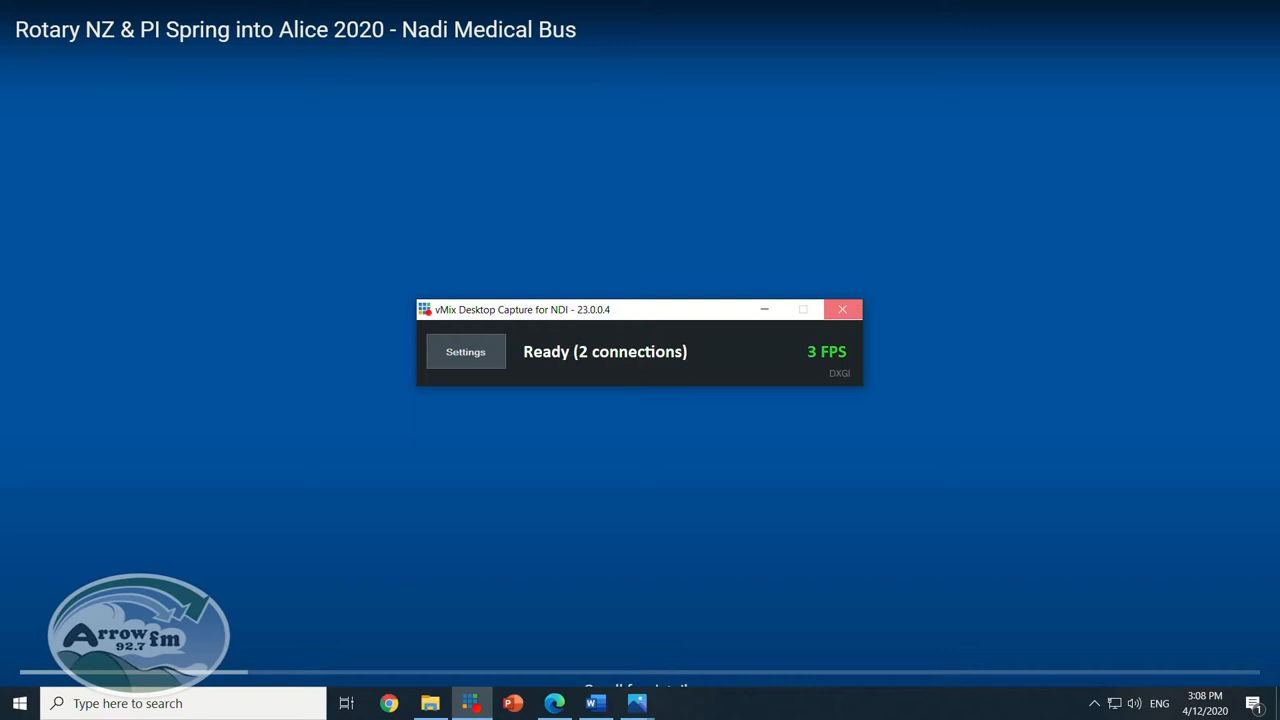 Rotary NZ & PI Spring into Alice 2020 - Nadi Medical Bus
vMix Desktop Capture for NDI - 23.0.0.4
Settings
Ready (2 connections)
3 FPS
DXGI
Arrow fm
92.7
Type here to search
ENG
3:08 PM
4/12/2020
1